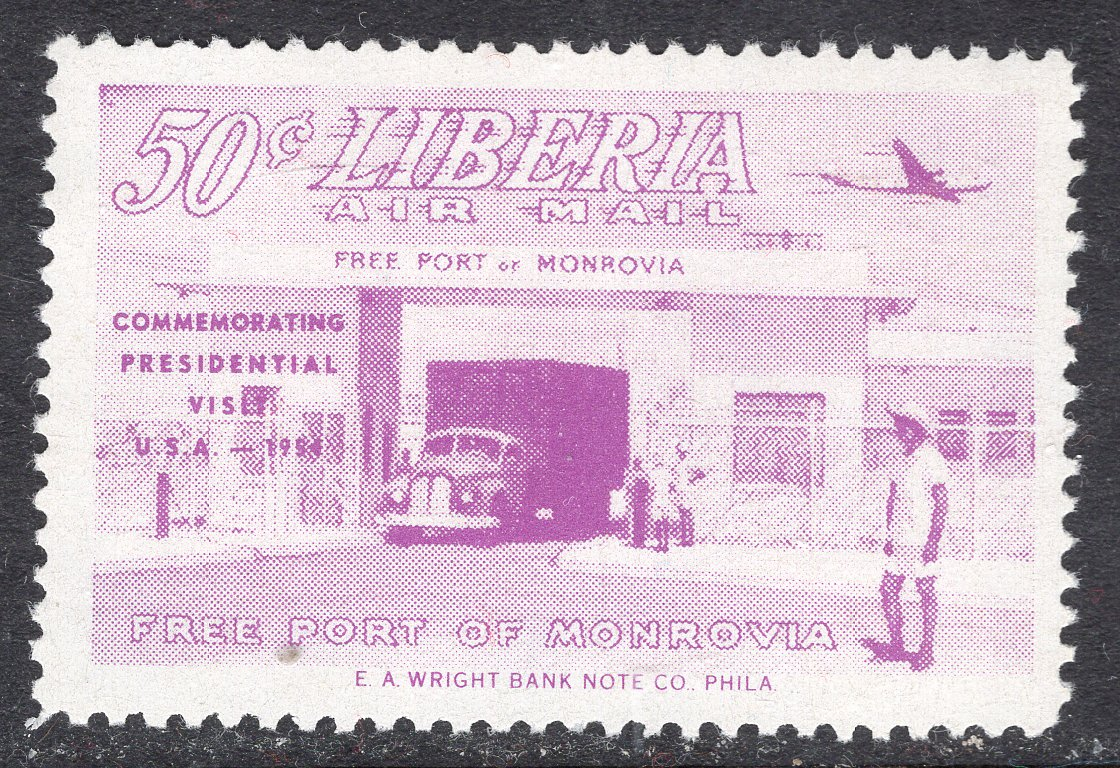 50¢ LIBERIA
AIR MAIL
FREE PORT OF MONROVIA
COMMEMORATING
PRESIDENTIAL
VISIT
U.S.A. — 1954
FREE PORT OF MONROVIA
E. A. WRIGHT BANK NOTE CO., PHILA.